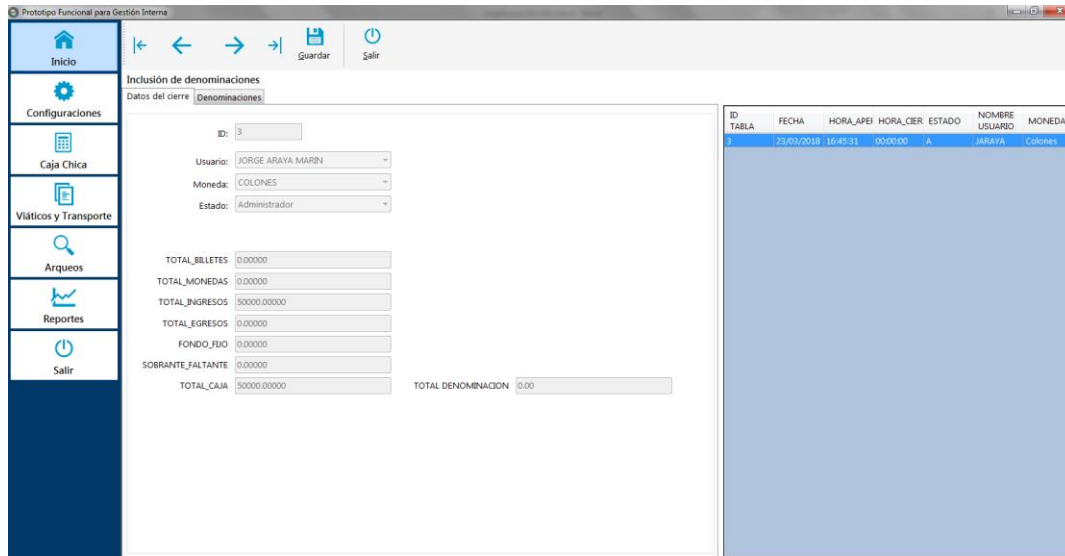 Prototipo Funcional para Gestión Interna
Inicio
Configuraciones
Caja Chica
Viáticos y Transporte
Arqueos
Reportes
Salir
Guardar
Salir
Inclusión de denominaciones
Datos del cierre
Denominaciones
ID: 3
Usuario: JORGE ARAYA MARIN
Moneda: COLONES
Estado: Administrador
TOTAL_BILLETES 0.00000
TOTAL_MONEDAS 0.00000
TOTAL_INGRESOS 50000.00000
TOTAL_EGRESOS 0.00000
FONDO_FIJO 0.00000
SOBRANTE_FALTANTE 0.00000
TOTAL_CAJA 50000.00000 TOTAL DENOMINACION 0.00
ID TABLA FECHA HORA_APEI HORA_CIER ESTADO NOMBRE USUARIO MONEDA
3 23/03/2018 16:45:31 00:00:00 A JARAYA Colones